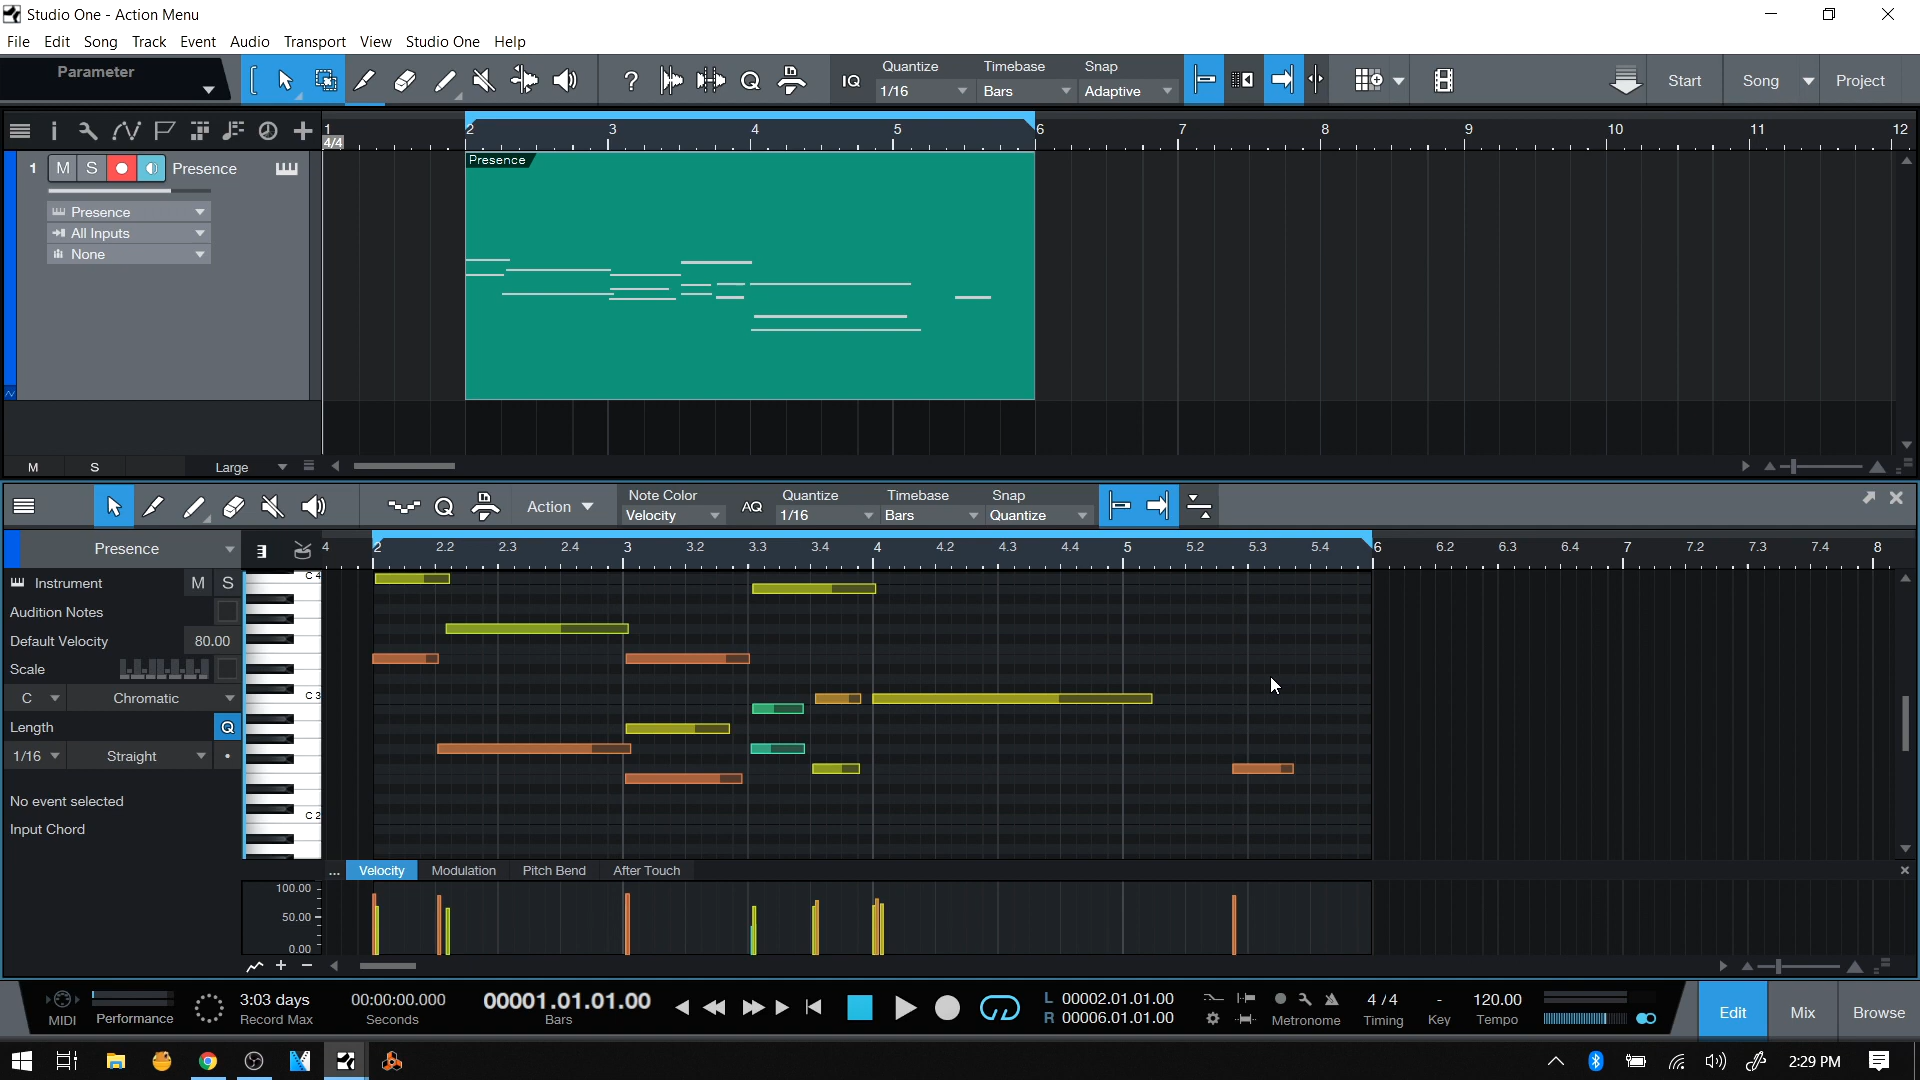 Studio One - Action Menu
File Edit Song Track Event Audio Transport View Studio One Help
Parameter
?
IQ
Quantize
1/16
Timebase
Bars
Snap
Adaptive
Start
Song
Project
1 2 3 4 5 6 7 8 9 10 11 12
4/4
1 M S Presence
Presence
All Inputs
None
Presence
M S Large
Action
Note Color
Velocity
AQ
Quantize
1/16
Timebase
Bars
Snap
Quantize
Presence
4 2 2.2 2.3 2.4 3 3.2 3.3 3.4 4 4.2 4.3 4.4 5 5.2 5.3 5.4 6 6.2 6.3 6.4 7 7.2 7.3 7.4 8
Instrument M S
Audition Notes
Default Velocity 80.00
Scale
C Chromatic
Length Q
1/16 Straight
No event selected
Input Chord
C 4
C 3
C 2
... Velocity Modulation Pitch Bend After Touch
100.00
50.00
0.00
MIDI
Performance
3:03 days
Record Max
00:00:00.000
Seconds
00001.01.01.00
Bars
L 00002.01.01.00
R 00006.01.01.00
Metronome
4 / 4
Timing
-
Key
120.00
Tempo
Edit
Mix
Browse
2:29 PM